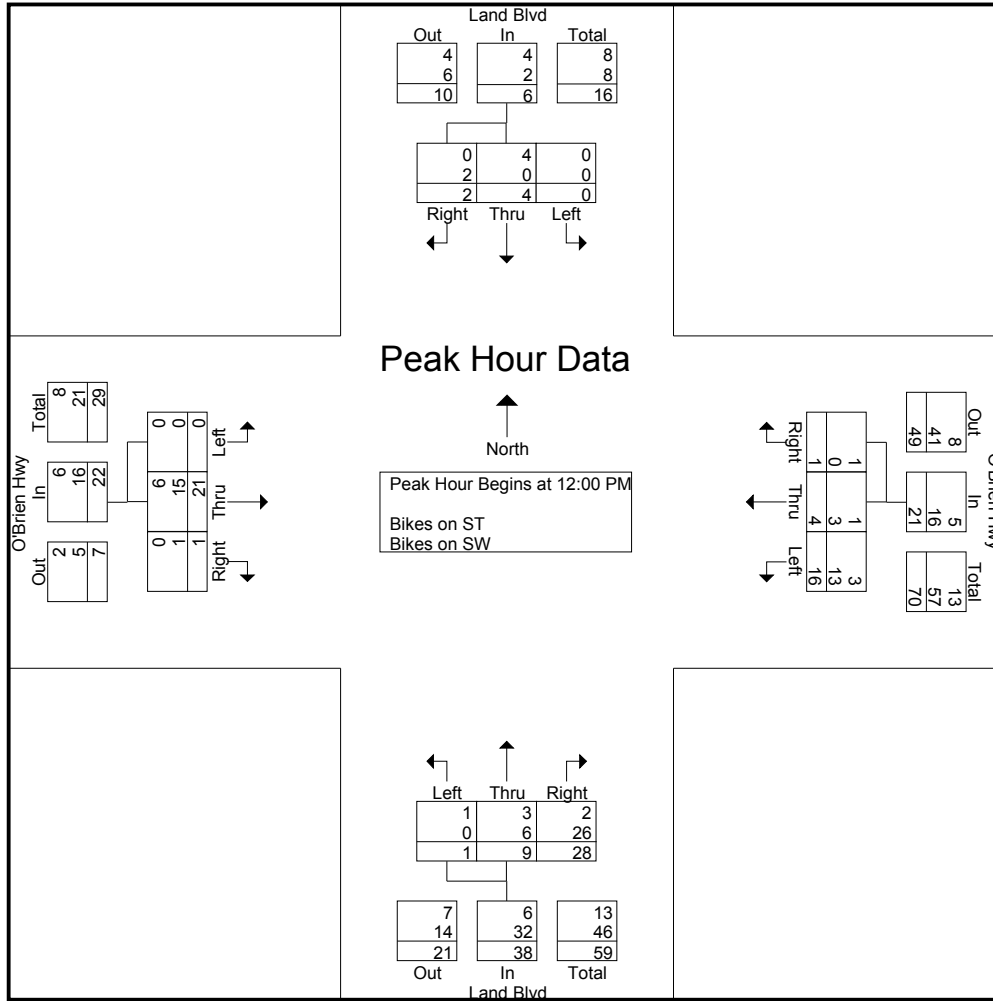 Land Blvd
Out In Total
4 4 8
6 2 8
10 6 16
0 4 0
2 0 0
2 4 0
Right Thru Left
Peak Hour Data
North
Peak Hour Begins at 12:00 PM
Bikes on ST
Bikes on SW
O'Brien Hwy
Total In Out
8 6 2
21 16 5
29 22 7
0 6 0
0 15 1
0 21 1
Left Thru Right
O'Brien Hwy
Out In Total
8 5 13
41 16 57
49 21 70
1 1 3
0 3 13
1 4 16
Right Thru Left
Left Thru Right
1 3 2
0 6 26
1 9 28
7 6 13
14 32 46
21 38 59
Out In Total
Land Blvd